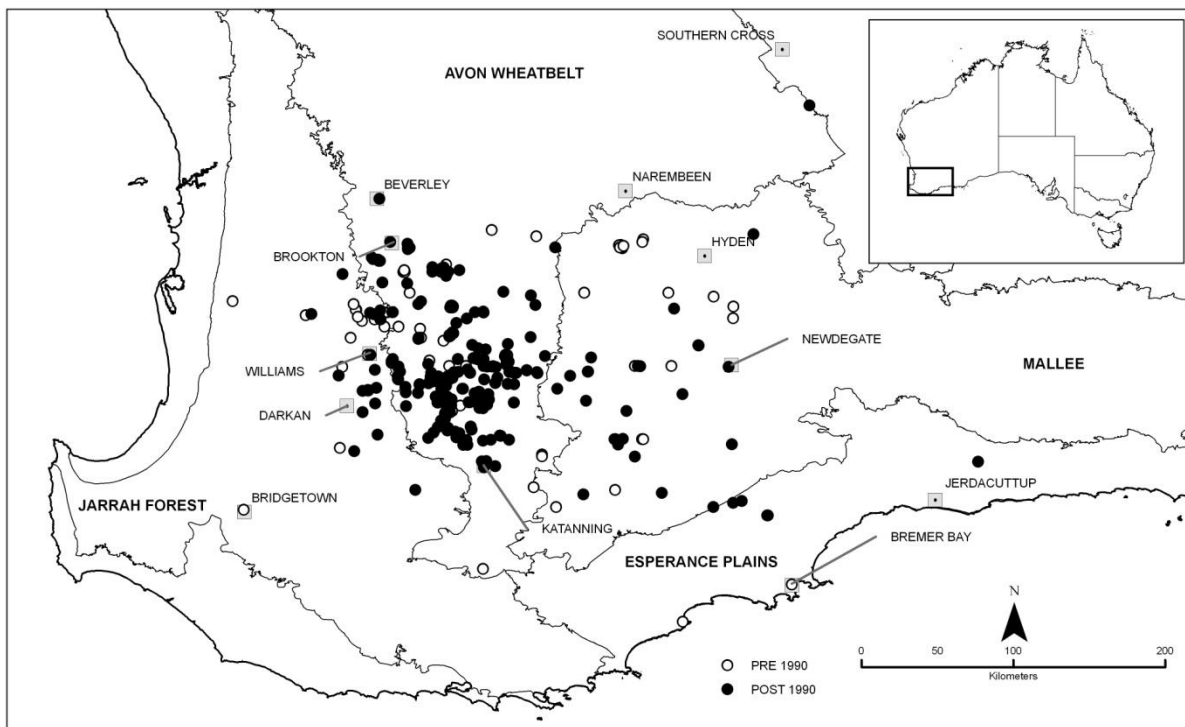 SOUTHERN CROSS
AVON WHEATBELT
BEVERLEY
NAREMBEEN
BROOKTON
HYDEN
WILLIAMS
NEWDEGATE
MALLEE
DARKAN
JERDACUTTUP
BRIDGETOWN
JARRAH FOREST
KATANNING
BREMER BAY
ESPERANCE PLAINS
N
PRE 1990
POST 1990
0 50 100 200
Kilometers